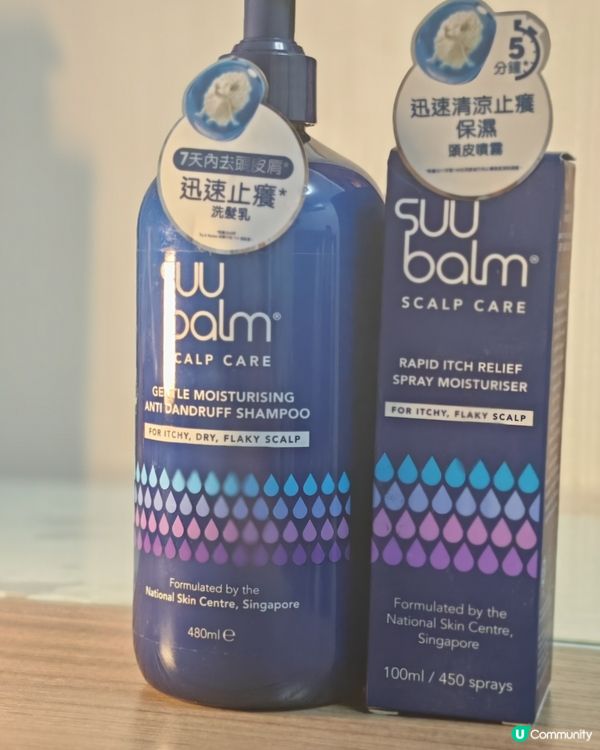 7天內去頭皮屑*
迅速止癢*
洗髮乳
suu
balm®
SCALP CARE
GENTLE MOISTURISING
ANTI DANDRUFF SHAMPOO
FOR ITCHY, DRY, FLAKY SCALP
Formulated by the
National Skin Centre, Singapore
480ml ℮
5
分鐘*
迅速清涼止癢
保濕
頭皮噴霧
suu
balm®
SCALP CARE
RAPID ITCH RELIEF
SPRAY MOISTURISER
FOR ITCHY, FLAKY SCALP
Formulated by the
National Skin Centre,
Singapore
100ml / 450 sprays
U Community